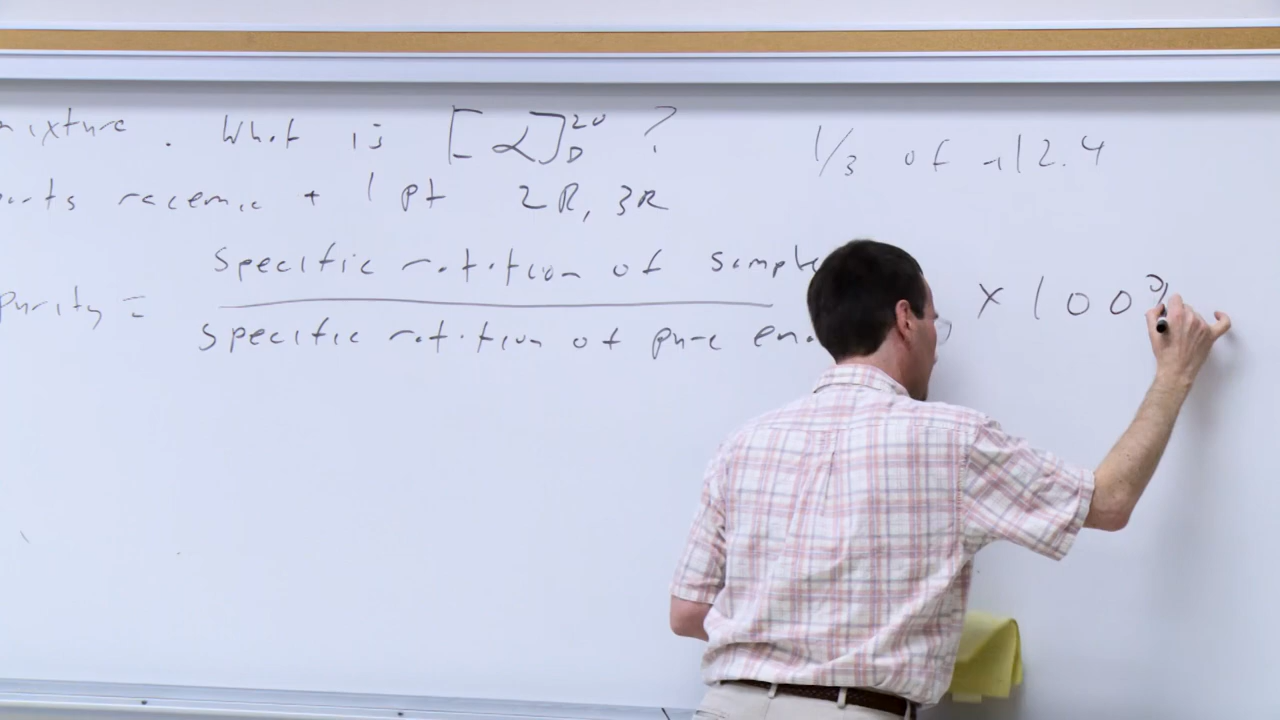 mixture. What is [α]D20 ?
parts racemic + 1 pt 2R, 3R
1/3 of +12.4
purity = specific rotation of sample
specific rotation of pure en
x 100%